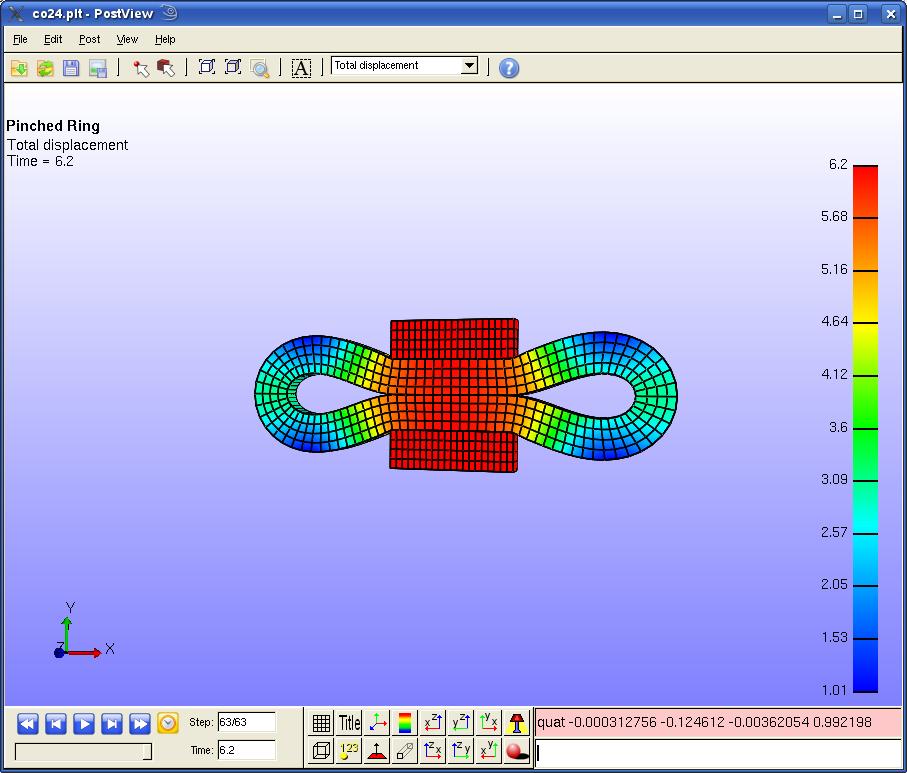 co24.plt - PostView
File Edit Post View Help
A Total displacement ?
Pinched Ring
Total displacement
Time = 6.2
6.2
5.68
5.16
4.64
4.12
3.6
3.09
2.57
2.05
1.53
1.01
Y
Z X
Step: 63/63
Title
quat -0.000312756 -0.124612 -0.00362054 0.992198
Time: 6.2
123